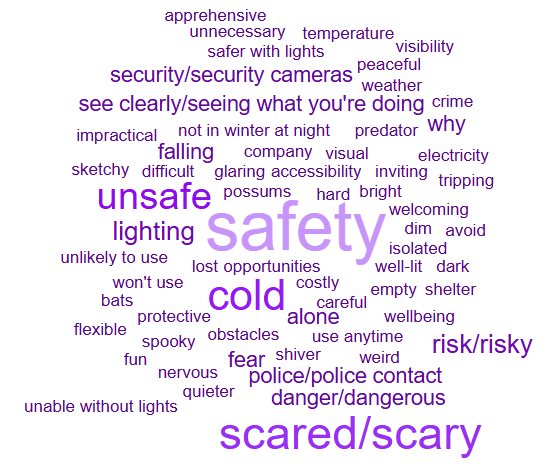 apprehensive
unnecessary temperature
safer with lights visibility
peaceful
security/security cameras weather
see clearly/seeing what you're doing crime
impractical not in winter at night predator why
falling company visual electricity
sketchy difficult glaring accessibility inviting tripping
unsafe possums hard bright
safety welcoming
lighting dim avoid
isolated
unlikely to use lost opportunities well-lit dark
won't use cold costly empty shelter
bats careful
protective alone wellbeing
flexible spooky obstacles use anytime risk/risky
fun fear shiver weird
nervous police/police contact
quieter danger/dangerous
unable without lights
scared/scary